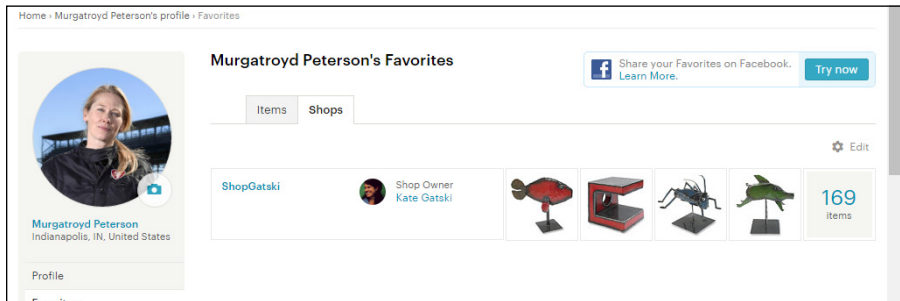 Home › Murgatroyd Peterson's profile › Favorites
Murgatroyd Peterson's Favorites
Share your Favorites on Facebook.
Learn More.
Try now
Items
Shops
Edit
ShopGatski
Shop Owner
Kate Gatski
169
items
Murgatroyd Peterson
Indianapolis, IN, United States
Profile